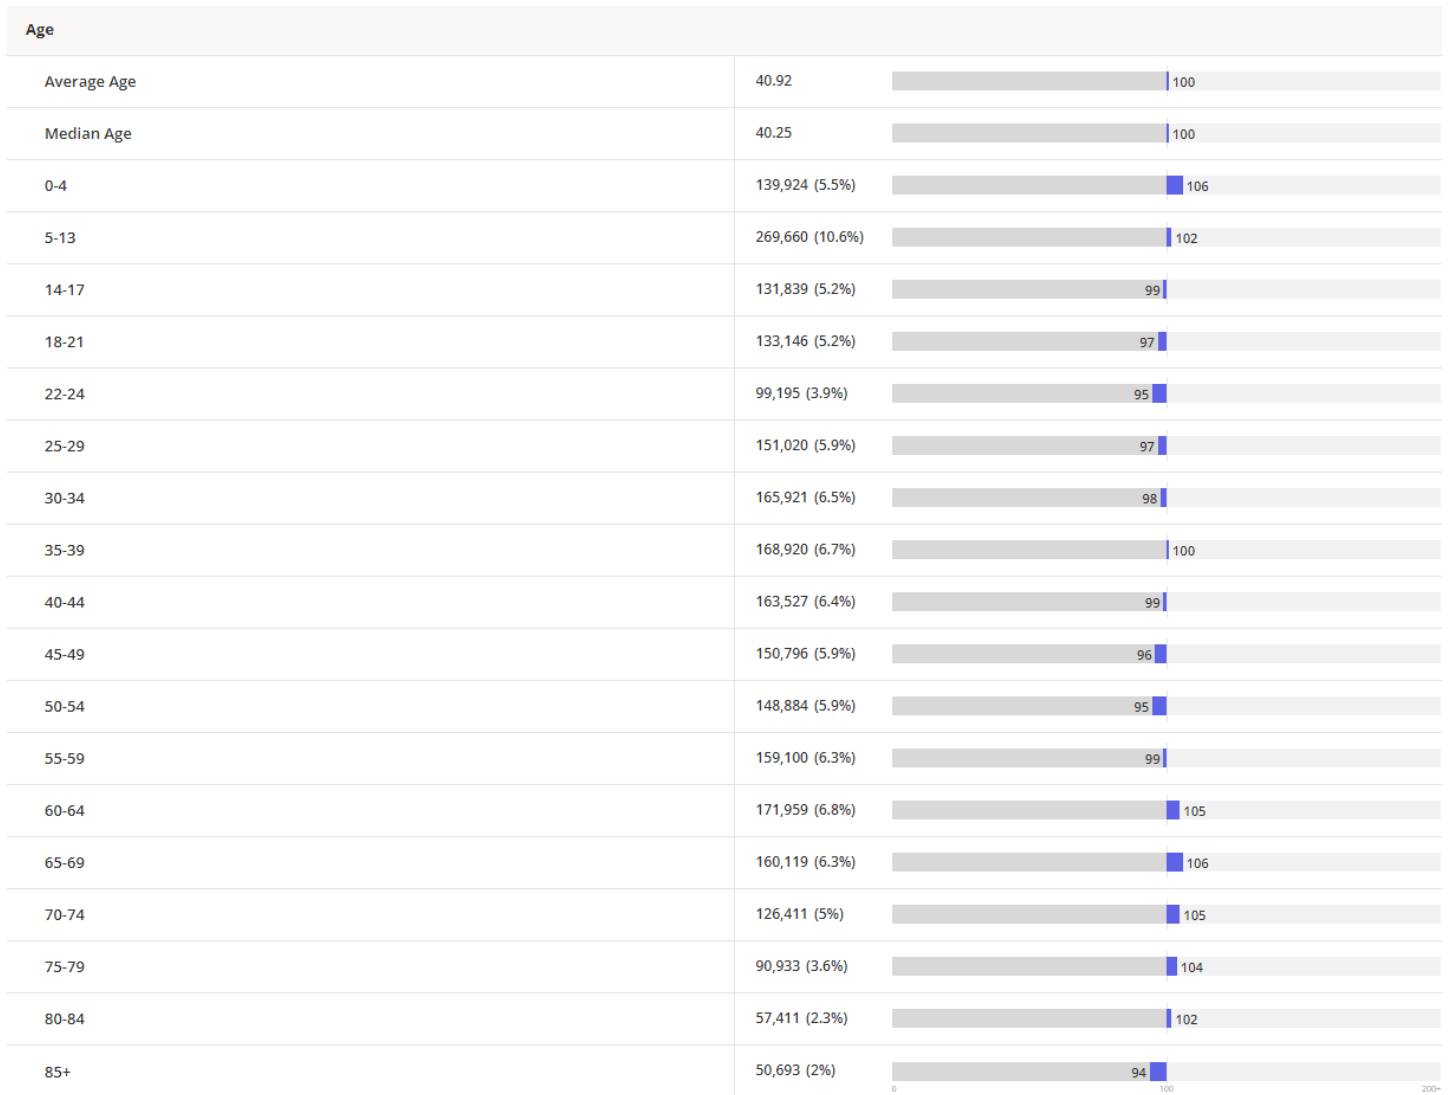 Age
Average Age 40.92 100
Median Age 40.25 100
0-4 139,924 (5.5%) 106
5-13 269,660 (10.6%) 102
14-17 131,839 (5.2%) 99
18-21 133,146 (5.2%) 97
22-24 99,195 (3.9%) 95
25-29 151,020 (5.9%) 97
30-34 165,921 (6.5%) 98
35-39 168,920 (6.7%) 100
40-44 163,527 (6.4%) 99
45-49 150,796 (5.9%) 96
50-54 148,884 (5.9%) 95
55-59 159,100 (6.3%) 99
60-64 171,959 (6.8%) 105
65-69 160,119 (6.3%) 106
70-74 126,411 (5%) 105
75-79 90,933 (3.6%) 104
80-84 57,411 (2.3%) 102
85+ 50,693 (2%) 94
0 100 200+